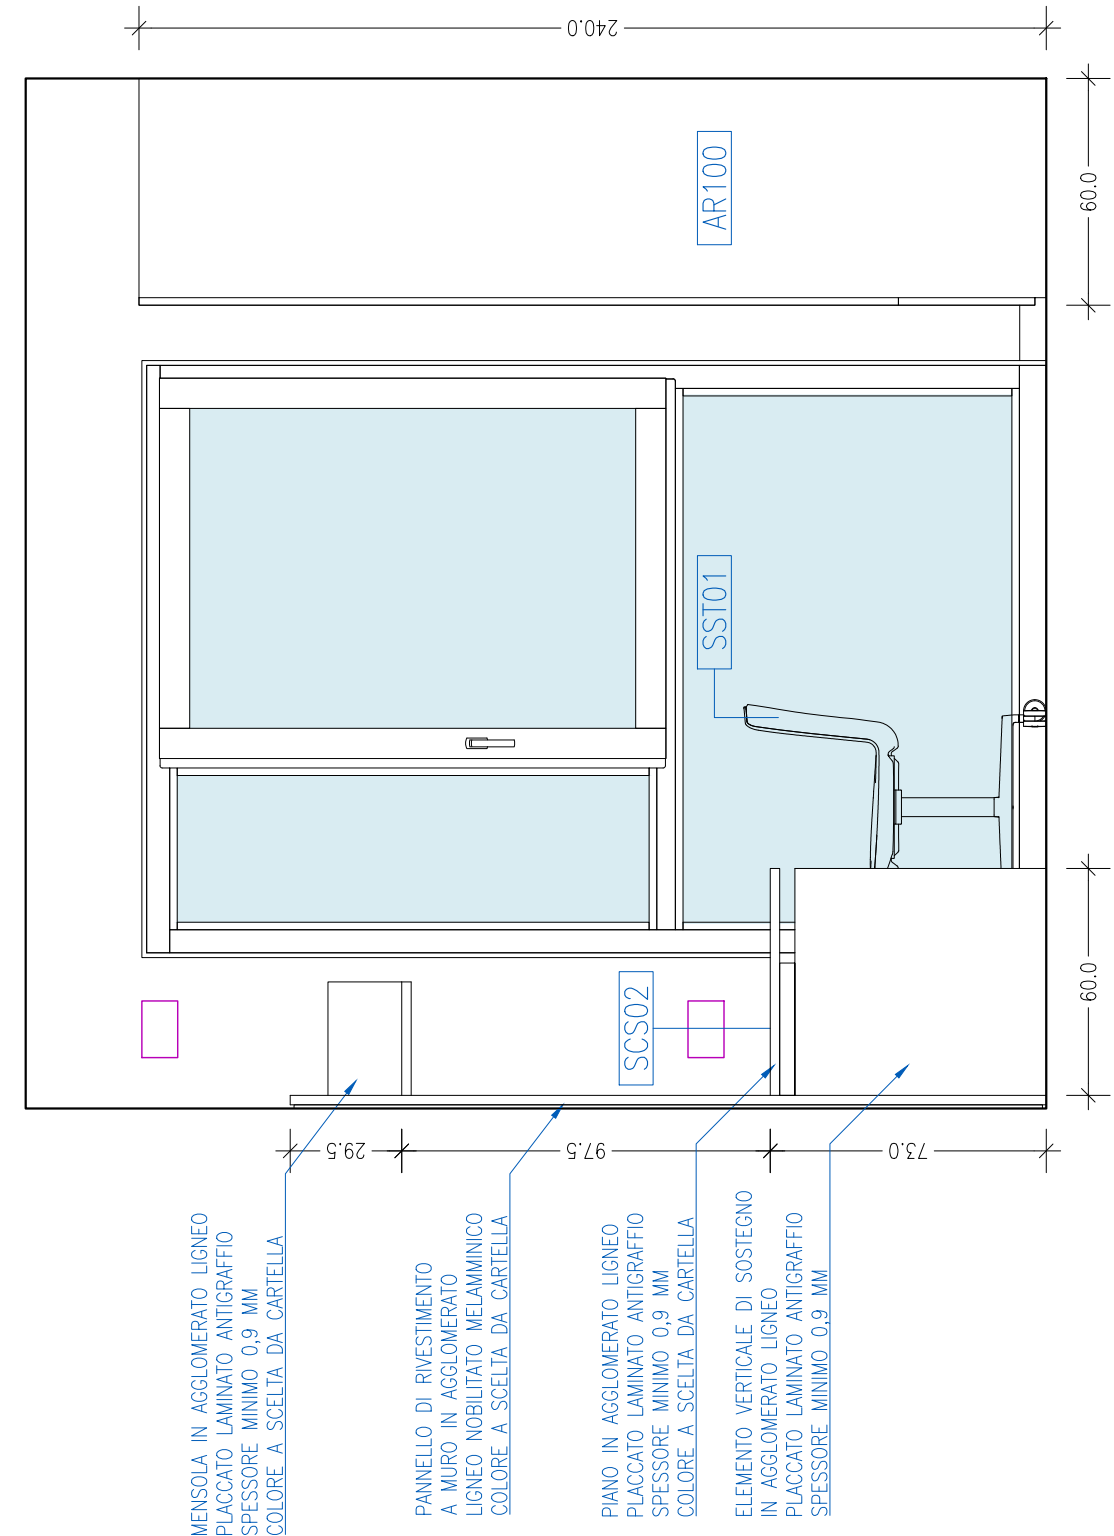 240.0
AR100
60.0
SST01
SCS02
60.0
29.5
97.5
73.0
MENSOLA IN AGGLOMERATO LIGNEO
PLACCATO LAMINATO ANTIGRAFFIO
SPESSORE MINIMO 0,9 MM
COLORE A SCELTA DA CARTELLA
PANNELLO DI RIVESTIMENTO
A MURO IN AGGLOMERATO
LIGNEO NOBILITATO MELAMMINICO
COLORE A SCELTA DA CARTELLA
PIANO IN AGGLOMERATO LIGNEO
PLACCATO LAMINATO ANTIGRAFFIO
SPESSORE MINIMO 0,9 MM
COLORE A SCELTA DA CARTELLA
ELEMENTO VERTICALE DI SOSTEGNO
IN AGGLOMERATO LIGNEO
PLACCATO LAMINATO ANTIGRAFFIO
SPESSORE MINIMO 0,9 MM